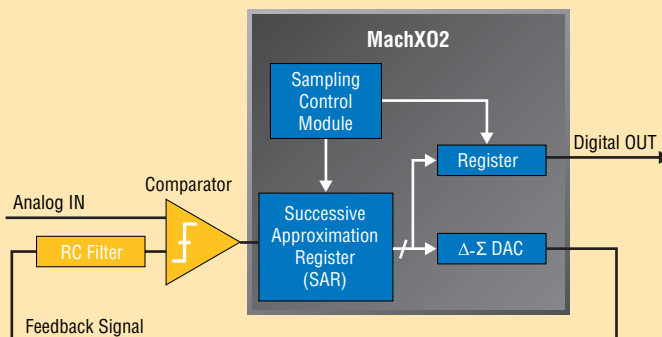 MachXO2
Sampling
Control
Module
Digital OUT
Register
Comparator
Analog IN
Successive
Approximation
Register
(SAR)
RC Filter
Δ-Σ DAC
Feedback Signal